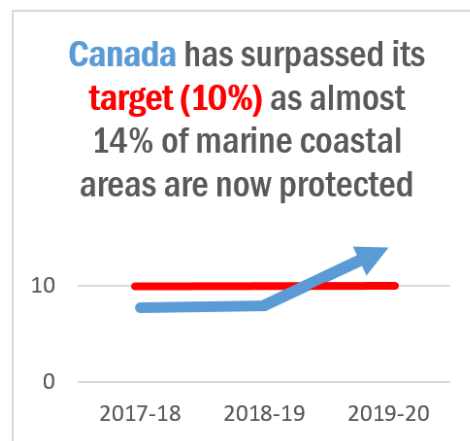 Canada has surpassed its
target (10%) as almost
14% of marine coastal
areas are now protected
10
0
2017-18 2018-19 2019-20